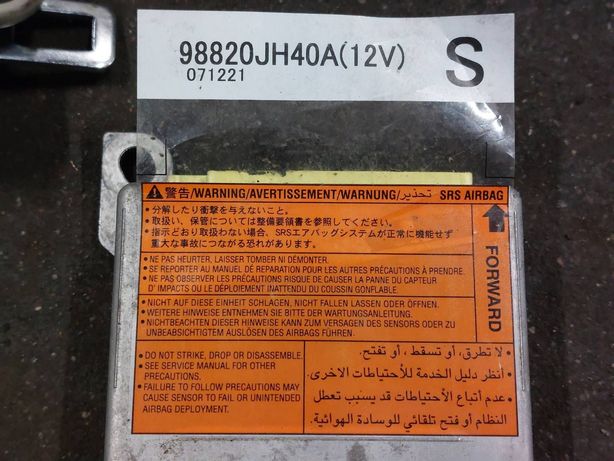 98820JH40A(12V)
S
071221
警告/WARNING/AVERTISSEMENT/WARNUNG/تحذير SRS AIRBAG
• 分解したり衝撃を与えないこと。
• 取扱い、保管については整備要領書を参照してください。
• 指示どおり取扱わない場合、SRSエアバッグシステムが正常に機能せず
重大な事故につながる恐れがあります。
• NE PAS HEURTER, LAISSER TOMBER NI DÉMONTER.
• SE REPORTER AU MANUEL DE RÉPARATION POUR LES AUTRES PRÉCAUTIONS À PRENDRE.
• NE PAS OBSERVER LES PRÉCAUTIONS RISQUE DE CAUSER LA PANNE DU CAPTEUR
D' IMPACTS OU LE DÉPLOIEMENT INATTENDU DU COUSSIN GONFLABLE.
• NICHT AUF DIESE EINHEIT SCHLAGEN, NICHT FALLEN LASSEN ODER ÖFFNEN.
• WEITERE HINWEISE ENTNEHMEN SIE BITTE DER WARTUNGSANLEITUNG.
• NICHTBEACHTEN DIESER HINWEISE KANN ZUM VERSAGEN DES SENSORS ODER ZU
UNBEABSICHTIGTEM AUSLÖSEN DES AIRBAGS FÜHREN.
FORWARD
• DO NOT STRIKE, DROP OR DISASSEMBLE.
• SEE SERVICE MANUAL FOR OTHER
PRECAUTIONS.
• FAILURE TO FOLLOW PRECAUTIONS MAY
CAUSE SENSOR TO FAIL OR UNINTENDED
AIRBAG DEPLOYMENT.
• لا تطرق، أو تسقط، أو تفتح.
• أنظر دليل الخدمة للأحتياطات الاخرى.
• عدم أتباع الأحتياطات قد يسبب تعطل
النظام أو فتح تلقائي للوسادة الهوائية.